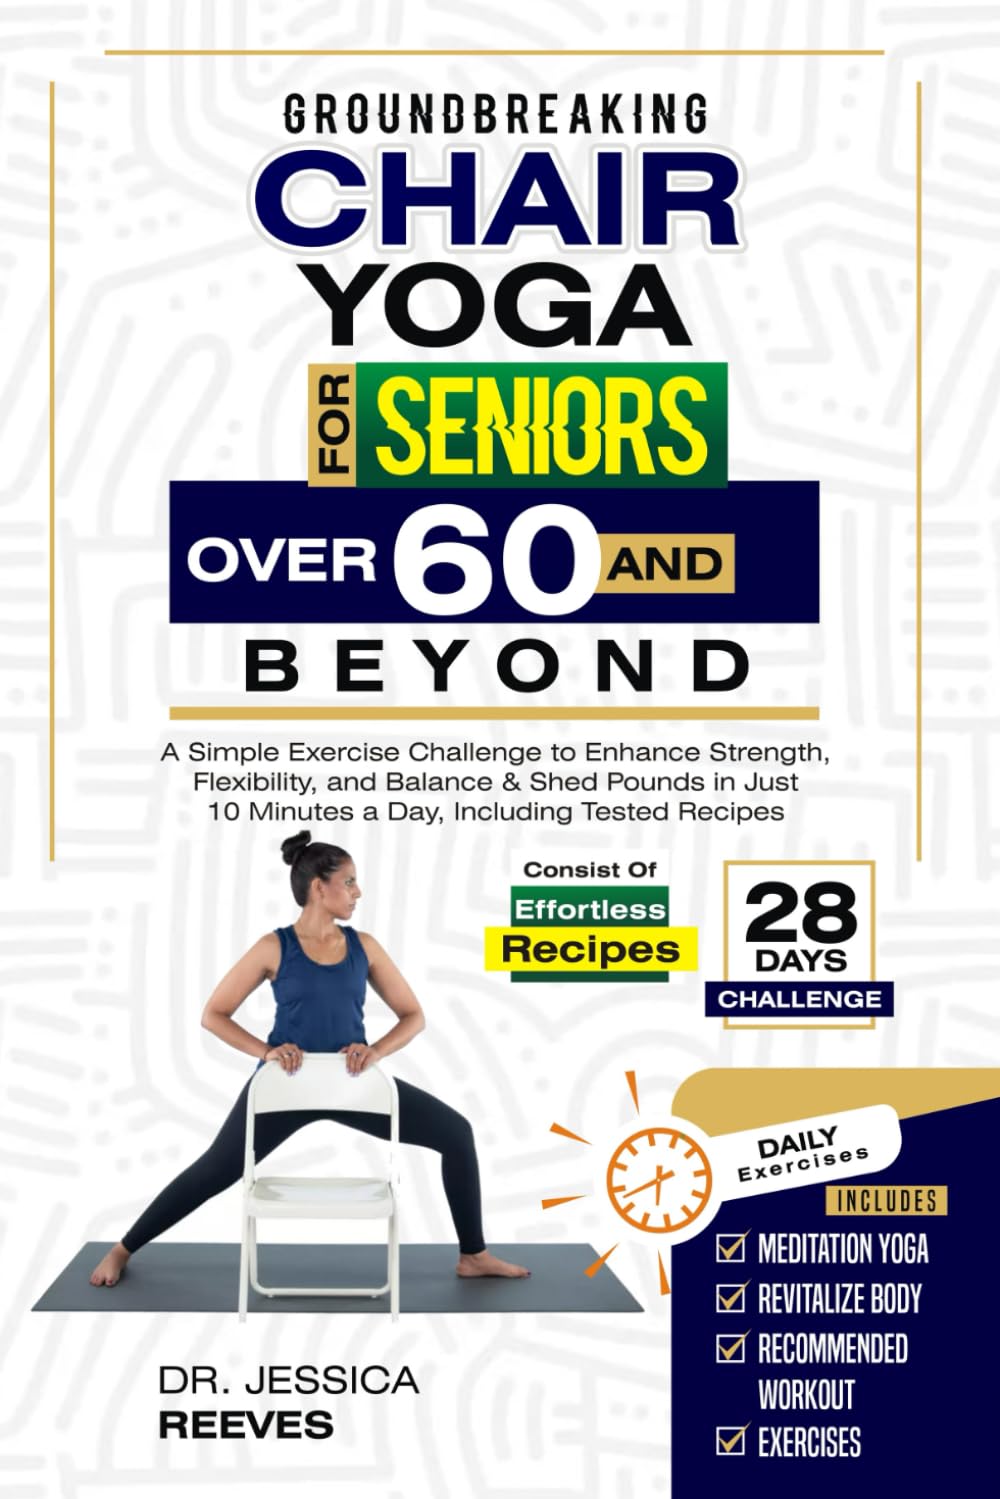 GROUNDBREAKING
CHAIR
YOGA
FOR SENIORS
OVER 60 AND
BEYOND
A Simple Exercise Challenge to Enhance Strength,
Flexibility, and Balance & Shed Pounds in Just
10 Minutes a Day, Including Tested Recipes
Consist Of
Effortless
Recipes
28
DAYS
CHALLENGE
DAILY
Exercises
INCLUDES
MEDITATION YOGA
REVITALIZE BODY
RECOMMENDED
WORKOUT
EXERCISES
DR. JESSICA
REEVES